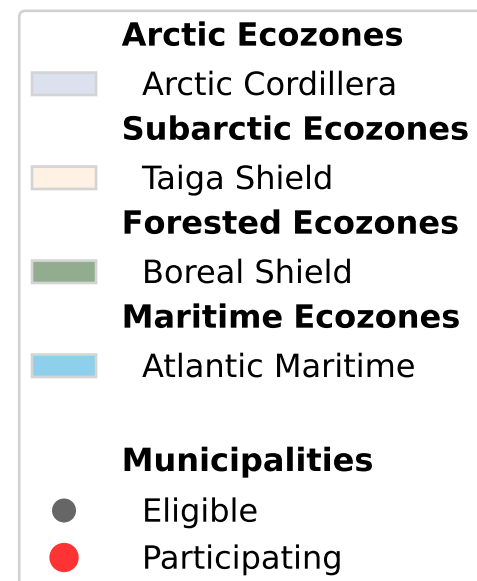 Arctic Ecozones
Arctic Cordillera
Subarctic Ecozones
Taiga Shield
Forested Ecozones
Boreal Shield
Maritime Ecozones
Atlantic Maritime
Municipalities
Eligible
Participating